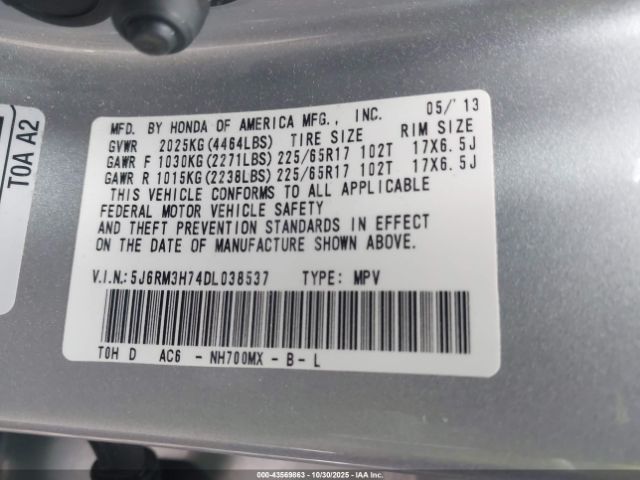 TOA A2
MFD. BY HONDA OF AMERICA MFG., INC. 05/'13
GVWR 2025KG(4464LBS) TIRE SIZE RIM SIZE
GAWR F 1030KG(2271LBS) 225/65R17 102T 17X6.5J
GAWR R 1015KG(2238LBS) 225/65R17 102T 17X6.5J
THIS VEHICLE CONFORMS TO ALL APPLICABLE
FEDERAL MOTOR VEHICLE SAFETY
AND THEFT PREVENTION STANDARDS IN EFFECT
ON THE DATE OF MANUFACTURE SHOWN ABOVE.
V.I.N.:5J6RM3H74DL038537 TYPE: MPV
T0H D AC6 - NH700MX - B - L
© 2025 - 43569863 - 10/30/2025 - IAA Inc.